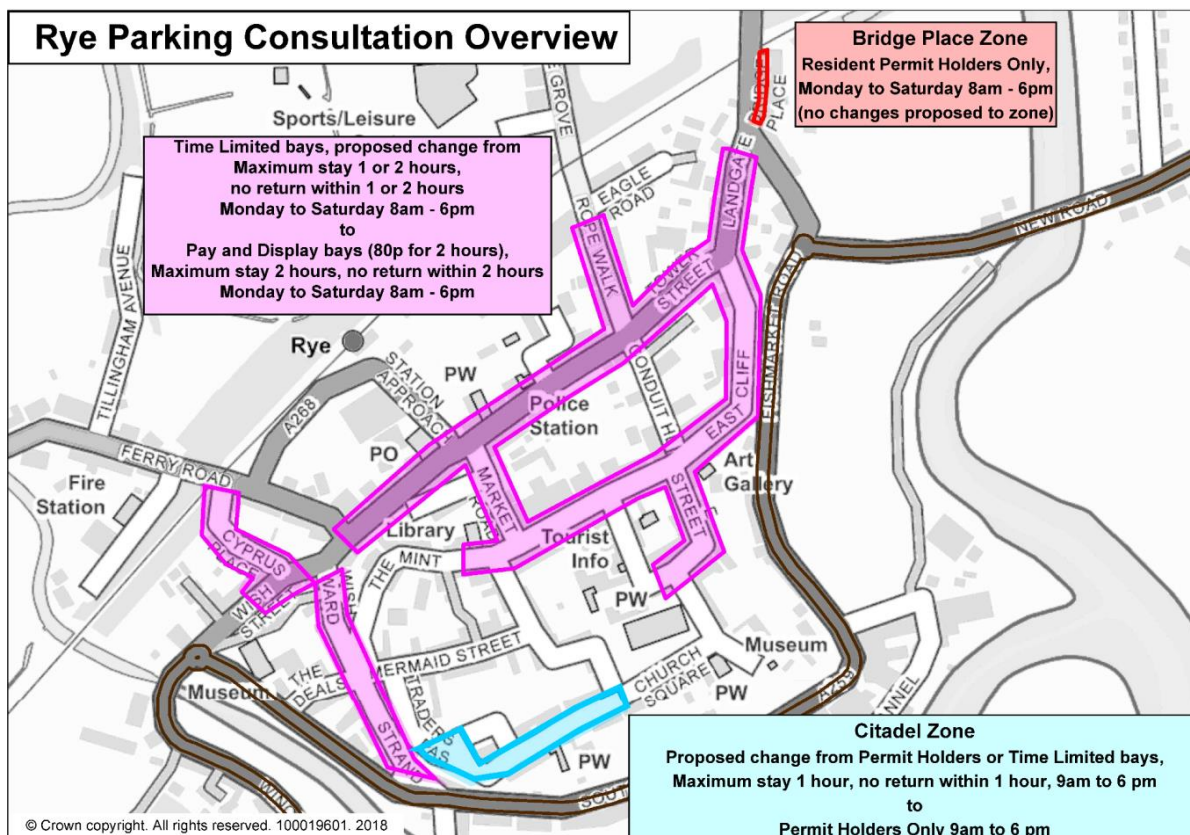 Rye Parking Consultation Overview
Bridge Place Zone
Resident Permit Holders Only,
Monday to Saturday 8am - 6pm
(no changes proposed to zone)
Time Limited bays, proposed change from
Maximum stay 1 or 2 hours,
no return within 1 or 2 hours
Monday to Saturday 8am - 6pm
to
Pay and Display bays (80p for 2 hours),
Maximum stay 2 hours, no return within 2 hours
Monday to Saturday 8am - 6pm
Sports/Leisure
E GROVE
PLACE
LANDGATE
EAGLE
ROAD
ROPE WALK
TOWER
STREET
NEW ROAD
FISHMARKET ROAD
TILLINGHAM AVENUE
Rye
STATION
APPROAC
PW
Police
Station
CONDUIT H
EAST CLIFF
A268
PO
FERRY ROAD
Fire
Station
MARKET
ROAD
Library
THE MINT
Tourist
Info
Art
Gallery
STREET
CYPRUS
PLACE
WISH
STREET
WISH
WARD
PW
MERMAID STREET
THE
DEALS
Museum
Museum
CHURCH
SQUARE
PW
A259
ANNEL
TRADERS
AS
STRAND
PW
SOUT
WINC
Citadel Zone
Proposed change from Permit Holders or Time Limited bays,
Maximum stay 1 hour, no return within 1 hour, 9am to 6 pm
to
Permit Holders Only 9am to 6 pm
© Crown copyright. All rights reserved. 100019601. 2018